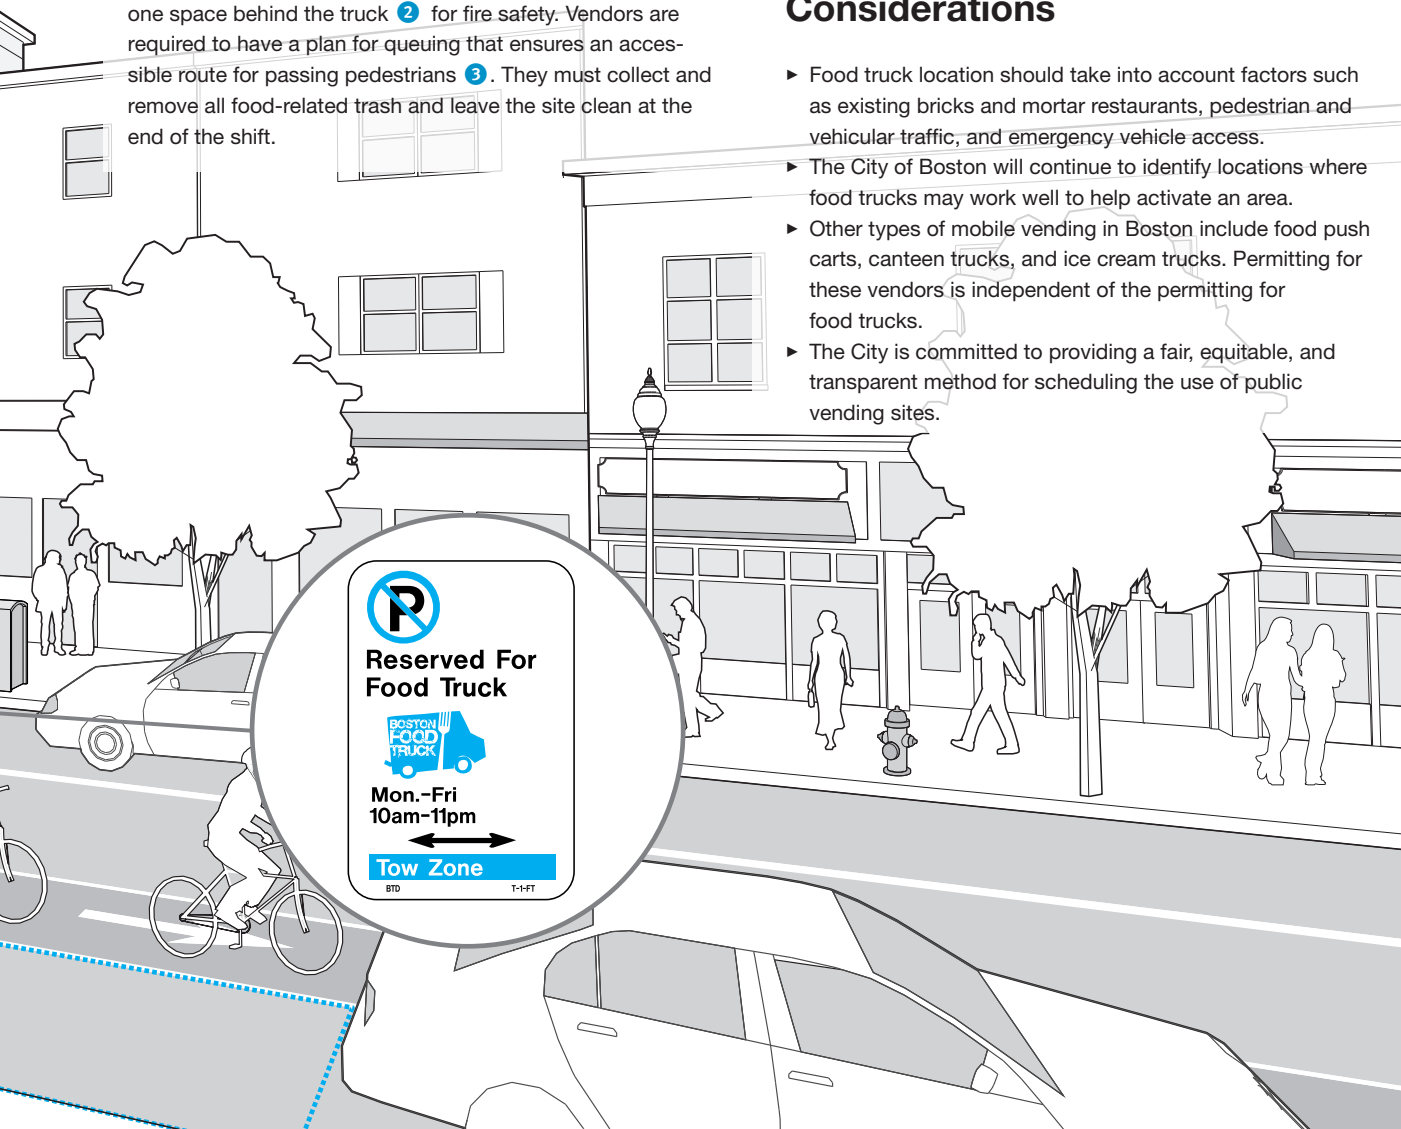 one space behind the truck 2 for fire safety. Vendors are
required to have a plan for queuing that ensures an acces-
sible route for passing pedestrians 3. They must collect and
remove all food-related trash and leave the site clean at the
end of the shift.
Considerations
► Food truck location should take into account factors such
as existing bricks and mortar restaurants, pedestrian and
vehicular traffic, and emergency vehicle access.
► The City of Boston will continue to identify locations where
food trucks may work well to help activate an area.
► Other types of mobile vending in Boston include food push
carts, canteen trucks, and ice cream trucks. Permitting for
these vendors is independent of the permitting for
food trucks.
► The City is committed to providing a fair, equitable, and
transparent method for scheduling the use of public
vending sites.
P
Reserved For
Food Truck
BOSTON
FOOD
TRUCK
Mon.-Fri
10am-11pm
Tow Zone
BTD T-1-FT